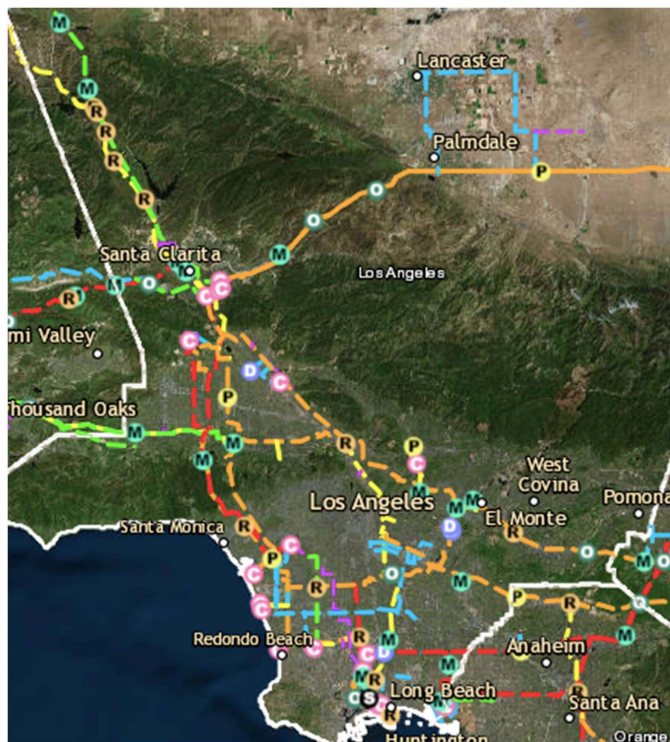 M
Lancaster
M
R
R
Palmdale
R
P
O
R
O
Santa Clarita
M
M
Los Angeles
M
O
C
C
R
O
mi Valley
C
D
C
P
Thousand Oaks
M
M
R
P
C
M
West
Covina
M
M
Pomona
Los Angeles
M
El Monte
R
Santa Monica
D
R
C
P
O
M
O
C
O
M
R
C
P
R
O
Redondo Beach
R
M
M
C
C
C
D
Anaheim
M
M
R
Long Beach
R
O
S
M
Santa Ana
R
Huntington
Orange